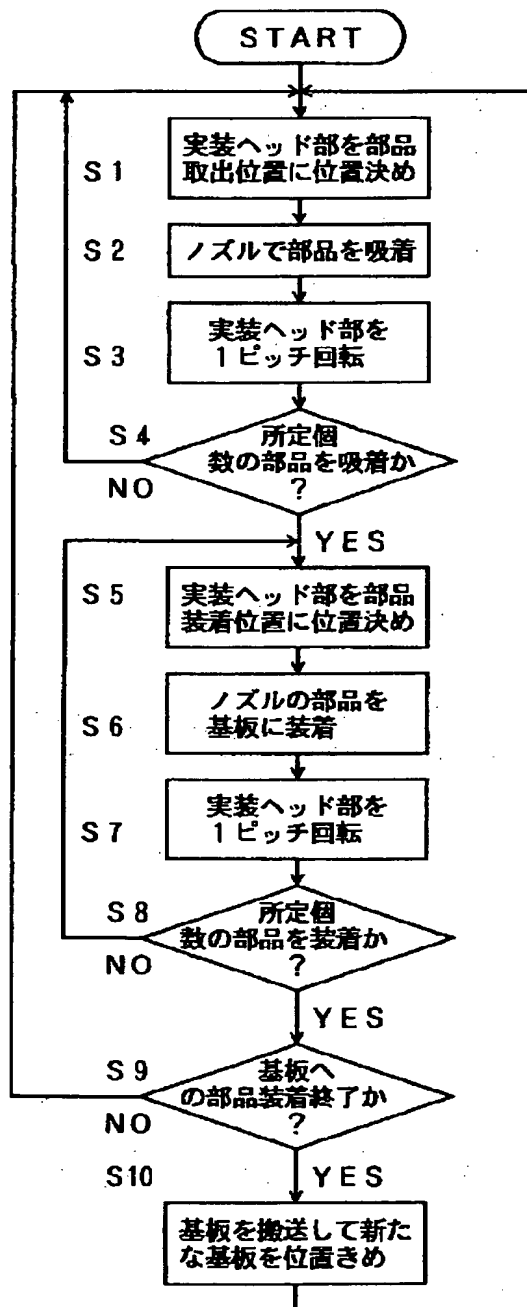 START
S1
実装ヘッド部を部品
取出位置に位置決め
S2
ノズルで部品を吸着
S3
実装ヘッド部を
1ピッチ回転
S4
所定個
数の部品を吸着か
?
NO
YES
S5
実装ヘッド部を部品
装着位置に位置決め
S6
ノズルの部品を
基板に装着
S7
実装ヘッド部を
1ピッチ回転
S8
所定個
数の部品を装着か
?
NO
YES
S9
基板へ
の部品装着終了か
?
NO
YES
S10
基板を搬送して新た
な基板を位置きめ